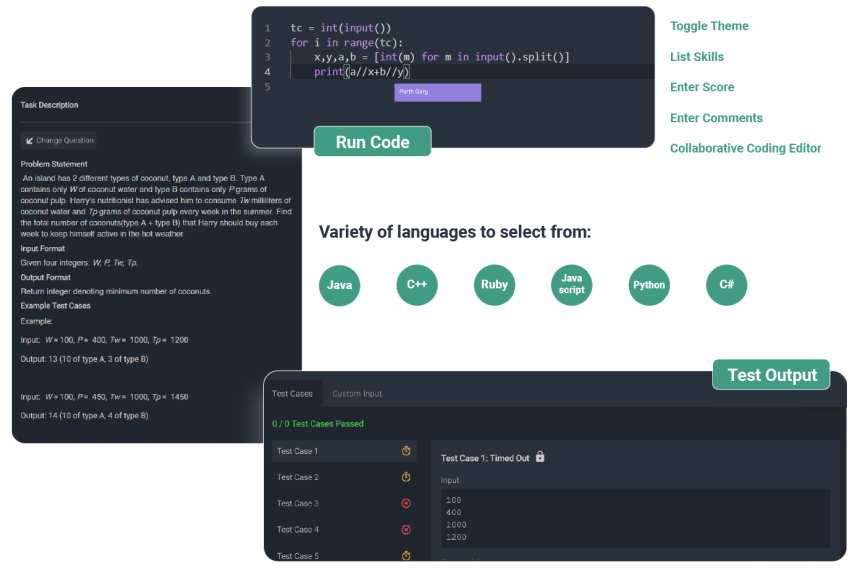 1 tc = int(input())
2 for i in range(tc):
3 x,y,a,b = [int(m) for m in input().split()]
4 print(a//x+b//y)
5
Parth Garg
Run Code
Toggle Theme
List Skills
Enter Score
Enter Comments
Collaborative Coding Editor
Task Description
Change Question
Problem Statement
An island has 2 different types of coconut, type A and type B. Type A
contains only W of coconut water and type B contains only P grams of
coconut pulp. Harry's nutritionist has advised him to consume Tw milliliters of
coconut water and Tp grams of coconut pulp every week in the summer. Find
the total number of coconuts(type A + type B) that Harry should buy each
week to keep himself active in the hot weather.
Input Format
Given four integers: W, P, Tw, Tp.
Output Format
Return integer denoting minimum number of coconuts.
Example Test Cases
Example:
Input: W = 100, P = 400, Tw = 1000, Tp = 1200
Output: 13 (10 of type A, 3 of type B)
Input: W = 100, P = 450, Tw = 1000, Tp = 1450
Output: 14 (10 of type A, 4 of type B)
Variety of languages to select from:
Java
C++
Ruby
Java
script
Python
C#
Test Output
Test Cases Custom Input
0 / 0 Test Cases Passed
Test Case 1
Test Case 2
Test Case 3
Test Case 4
Test Case 5
Test Case 1: Timed Out
Input
100
400
1000
1200